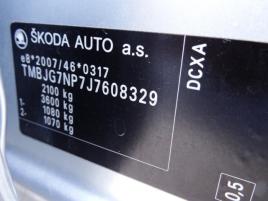 ŠKODA AUTO a.s.
e8*2007/46*0317
TMBJG7NP7J7608329
2100 kg
3600 kg
1- 1080 kg
2- 1070 kg
DCXA
0,5